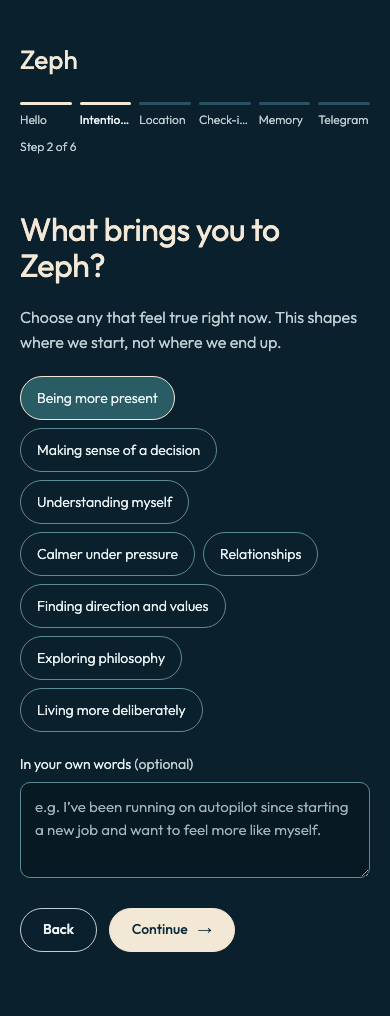 Zeph
Hello Intentio... Location Check-i... Memory Telegram
Step 2 of 6
What brings you to
Zeph?
Choose any that feel true right now. This shapes
where we start, not where we end up.
Being more present
Making sense of a decision
Understanding myself
Calmer under pressure Relationships
Finding direction and values
Exploring philosophy
Living more deliberately
In your own words (optional)
e.g. I’ve been running on autopilot since starting
a new job and want to feel more like myself.
Back Continue →